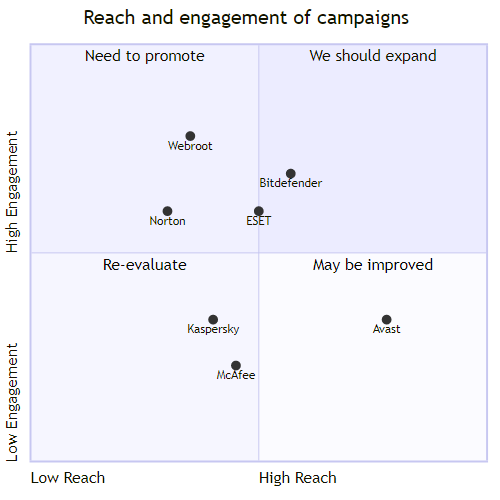 Reach and engagement of campaigns
Need to promote
We should expand
Webroot
Bitdefender
Norton
ESET
High Engagement
Re-evaluate
May be improved
Kaspersky
Avast
McAfee
Low Engagement
Low Reach
High Reach